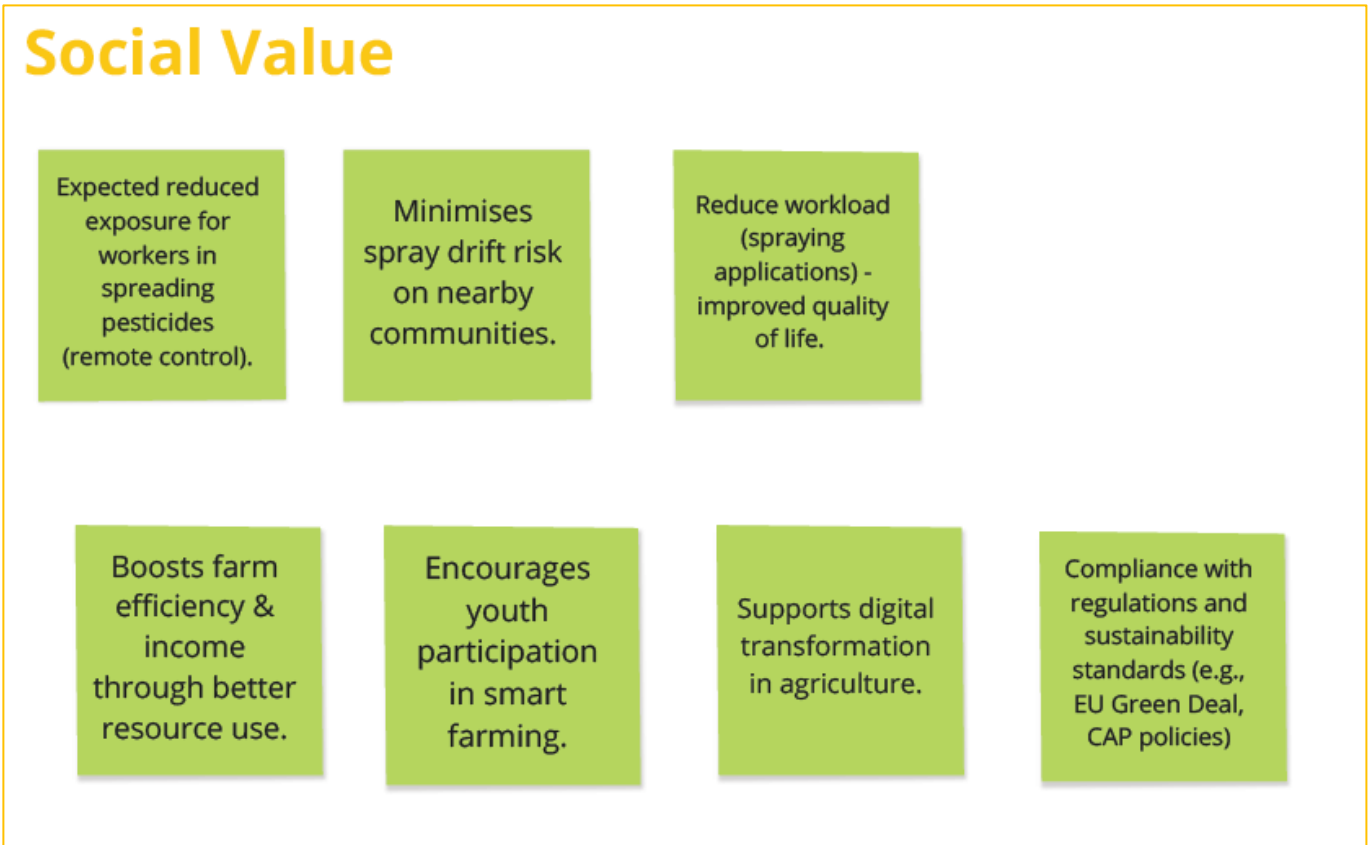 Social Value
Expected reduced
exposure for
workers in
spreading
pesticides
(remote control).
Minimises
spray drift risk
on nearby
communities.
Reduce workload
(spraying
applications) -
improved quality
of life.
Boosts farm
efficiency &
income
through better
resource use.
Encourages
youth
participation
in smart
farming.
Supports digital
transformation
in agriculture.
Compliance with
regulations and
sustainability
standards (e.g.,
EU Green Deal,
CAP policies)